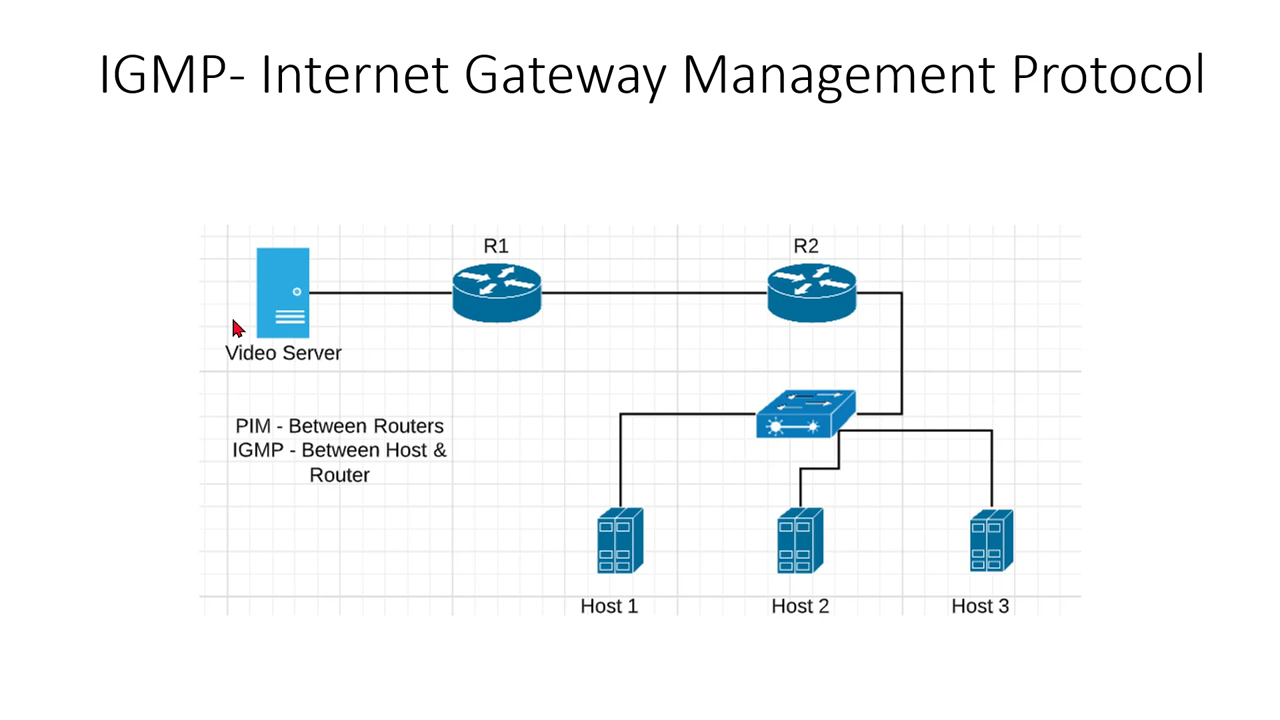 IGMP- Internet Gateway Management Protocol
R1
R2
Video Server
PIM - Between Routers
IGMP - Between Host &
Router
Host 1
Host 2
Host 3